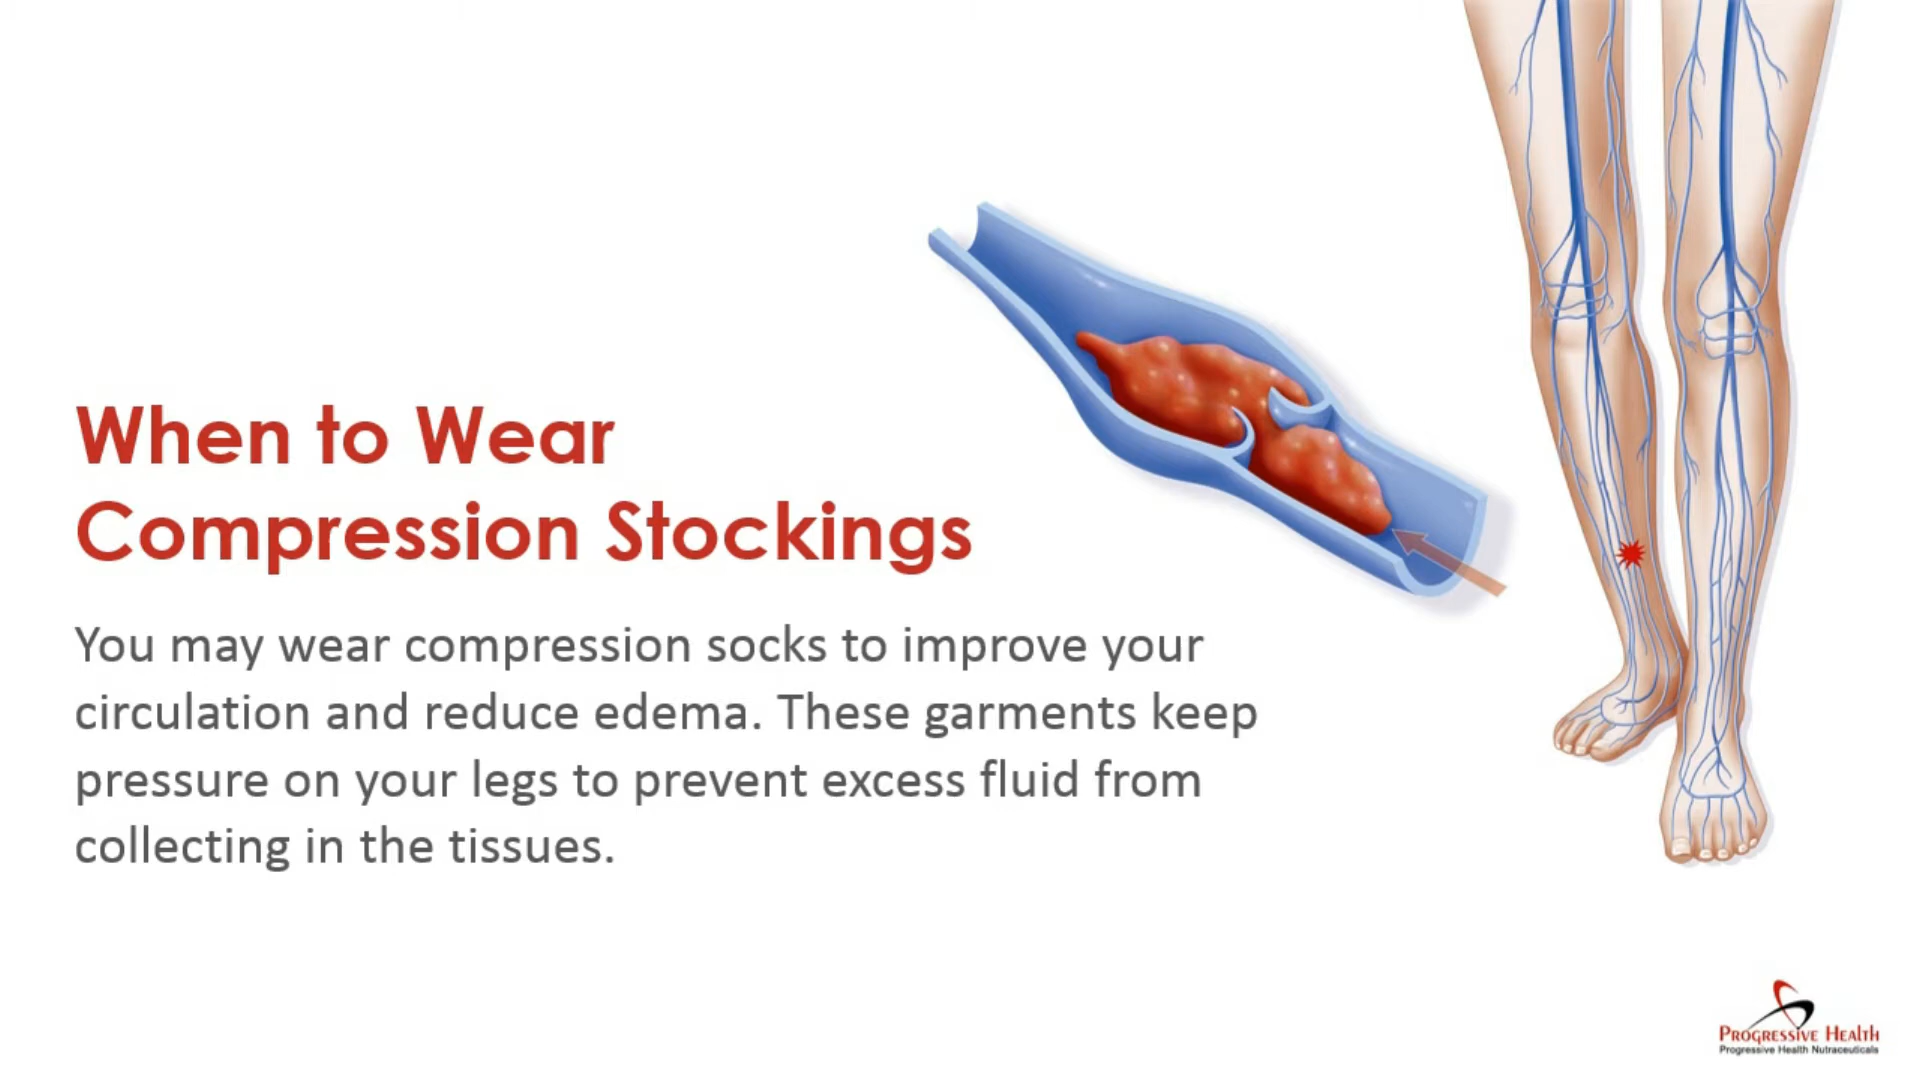 When to Wear
Compression Stockings
You may wear compression socks to improve your
circulation and reduce edema. These garments keep
pressure on your legs to prevent excess fluid from
collecting in the tissues.
Progressive Health
Progressive Health Nutraceuticals